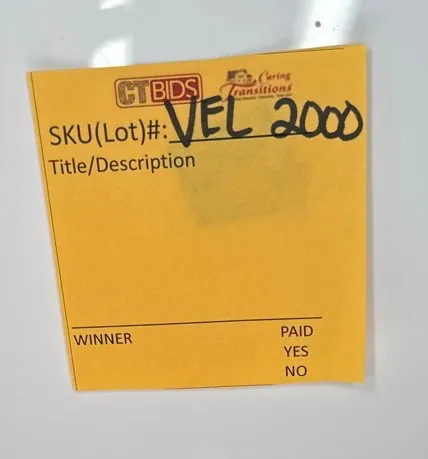 CTBIDS Caring
Transitions
SKU(Lot)#: VEL 2000
Title/Description
WINNER PAID
YES
NO